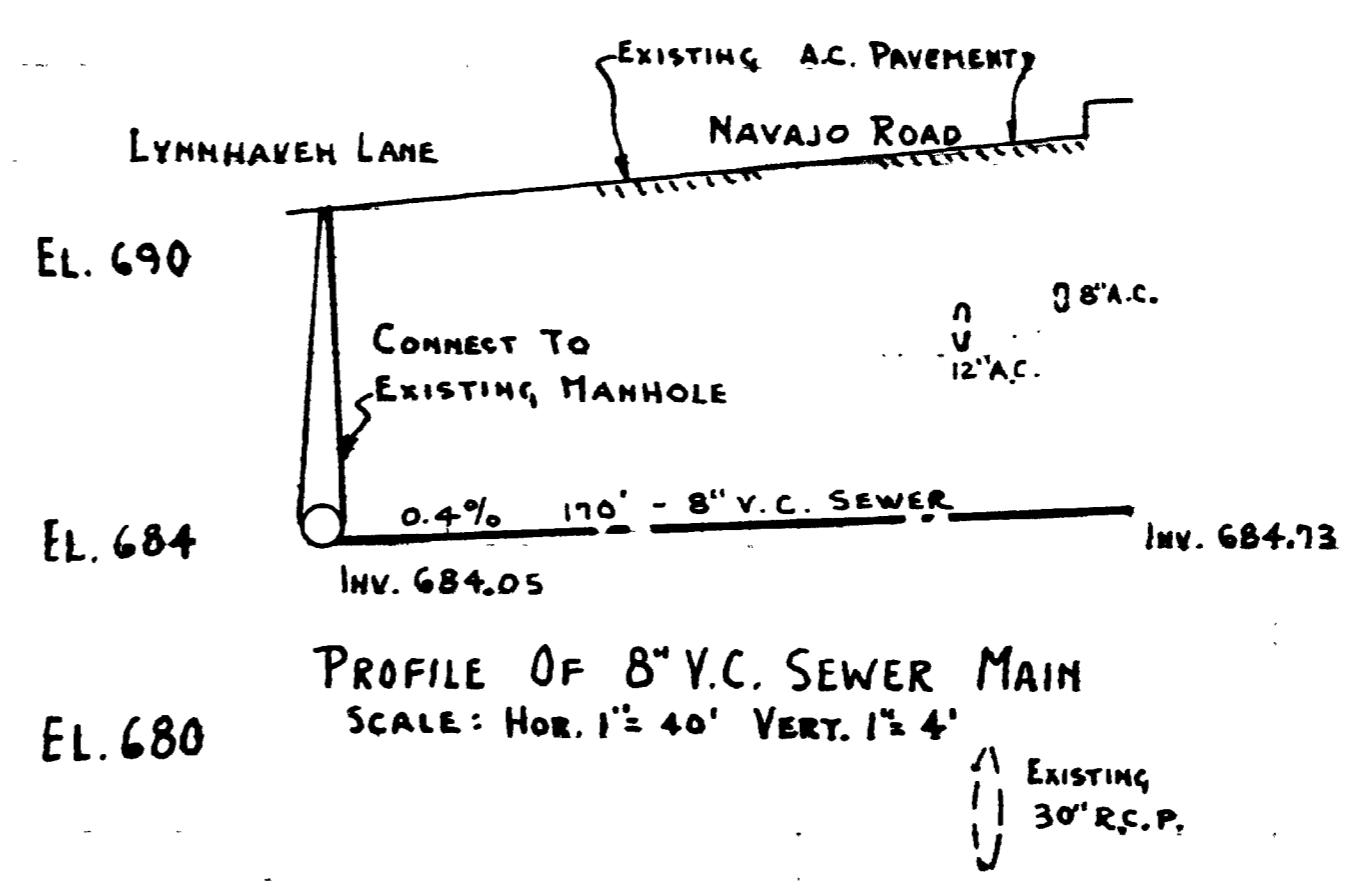 EXISTING A.C. PAVEMENT
LYNNHAVEN LANE
NAVAJO ROAD
EL. 690
8" A.C.
12" A.C.
CONNECT TO
EXISTING MANHOLE
0.4% 170' - 8" V.C. SEWER
EL. 684
INV. 684.73
INV. 684.05
PROFILE OF 8" V.C. SEWER MAIN
SCALE: HOR. 1"= 40' VERT. 1"= 4'
EL. 680
EXISTING
30" R.C.P.